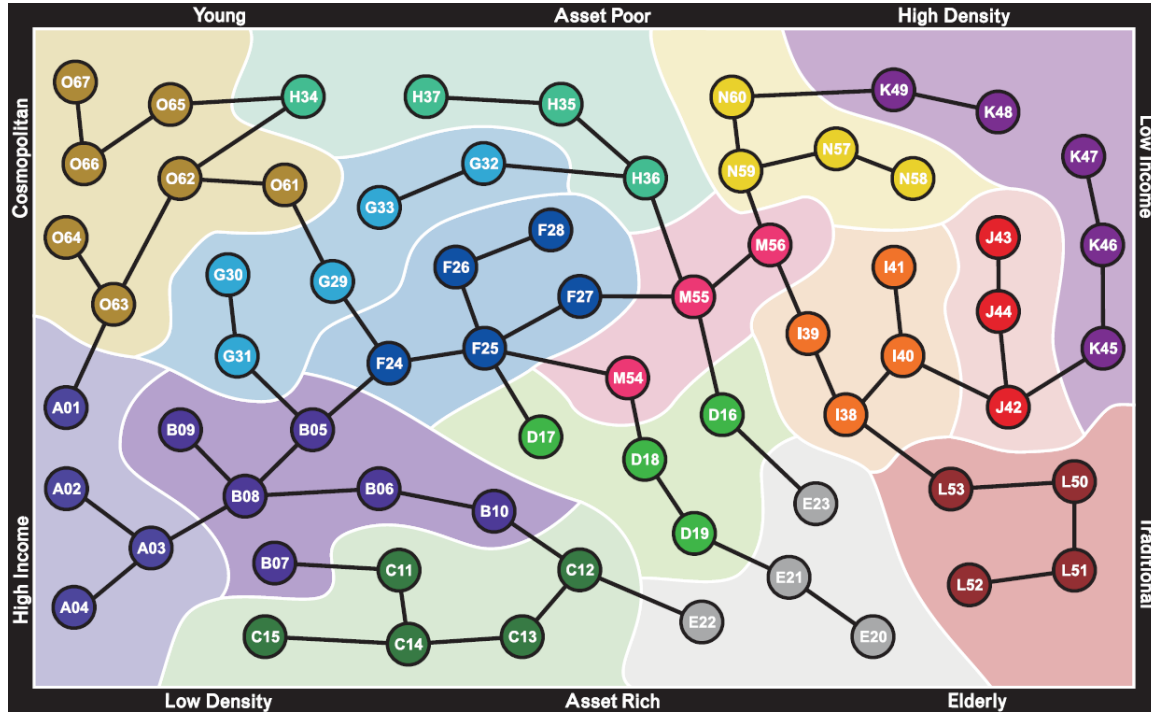 Young Asset Poor High Density
Cosmopolitan
Low Income
High Income
Traditional
O67 O65 H34 H37 H35 N60 K49 K48
O66 O62 O61 G32 H36 N59 N57 N58 K47
G33
O64 F28 M56 J43 K46
O63 G30 G29 F26 F27 M55 I41 J44
G31 F24 F25 M54 I39 I40 K45
A01 B09 B05 D17 D16 I38 J42
A02 B08 B06 B10 D18 E23 L53 L50
A03 B07 C11 C12 D19 E21 L52 L51
A04 C15 C14 C13 E22 E20
Low Density Asset Rich Elderly